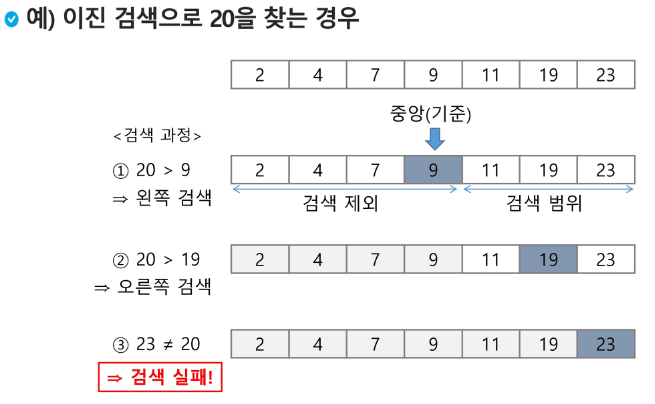 예) 이진 검색으로 20을 찾는 경우
2 4 7 9 11 19 23
중앙(기준)
<검색 과정>
① 20 > 9
⇒ 왼쪽 검색
2 4 7 9 11 19 23
검색 제외 검색 범위
② 20 > 19
⇒ 오른쪽 검색
2 4 7 9 11 19 23
③ 23 ≠ 20
⇒ 검색 실패!
2 4 7 9 11 19 23